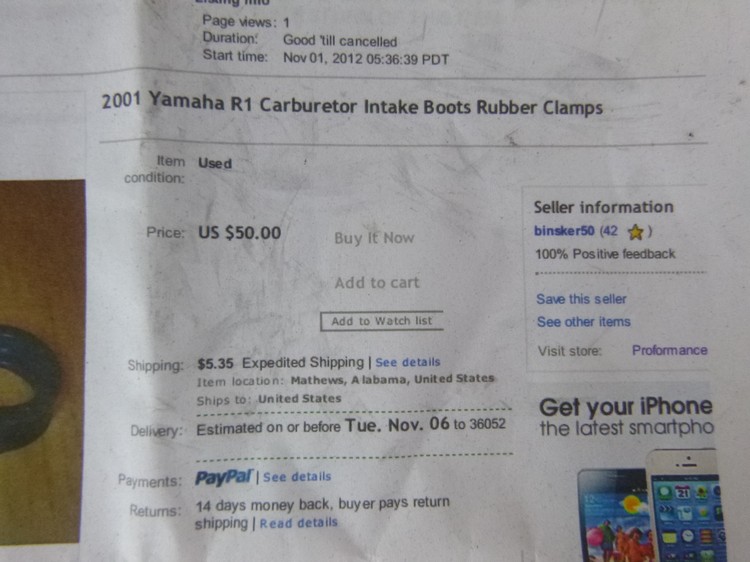 Listing info
Page views: 1
Duration: Good 'till cancelled
Start time: Nov 01, 2012 05:36:39 PDT
2001 Yamaha R1 Carburetor Intake Boots Rubber Clamps
Item condition: Used
Price: US $50.00
Buy It Now
Add to cart
Add to Watch list
Shipping: $5.35 Expedited Shipping | See details
Item location: Mathews, Alabama, United States
Ships to: United States
Delivery: Estimated on or before Tue. Nov. 06 to 36052
Payments: PayPal | See details
Returns: 14 days money back, buyer pays return
shipping | Read details
Seller information
binsker50 (42 )
100% Positive feedback
Save this seller
See other items
Visit store: Proformance
Get your iPhone
the latest smartpho